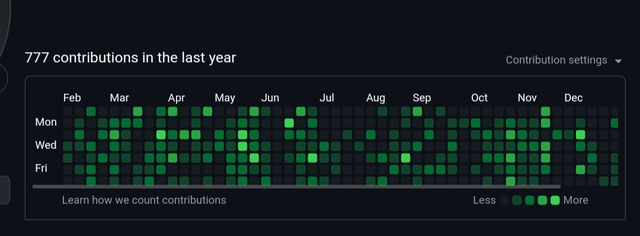 777 contributions in the last year
Contribution settings
Feb Mar Apr May Jun Jul Aug Sep Oct Nov Dec
Mon
Wed
Fri
Learn how we count contributions
Less More